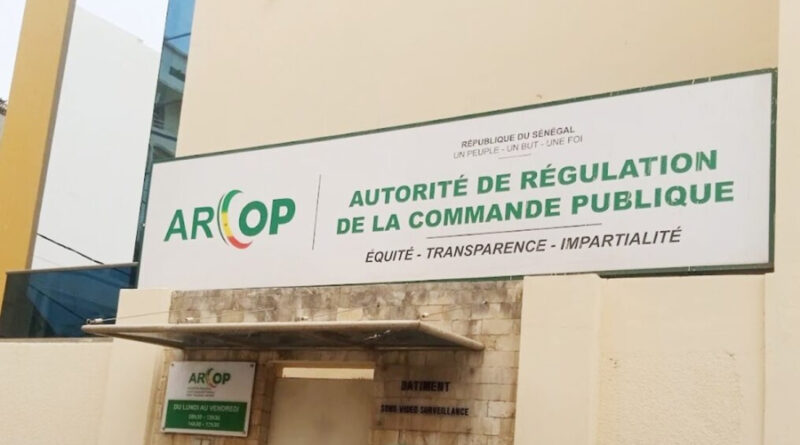 RÉPUBLIQUE DU SÉNÉGAL
UN PEUPLE - UN BUT - UNE FOI
ARCOP
AUTORITÉ DE RÉGULATION
DE LA COMMANDE PUBLIQUE
ÉQUITÉ - TRANSPARENCE - IMPARTIALITÉ
ARCOP
DU LUNDI AU VENDREDI
BATIMENT
SOUS VIDEO SURVEILLANCE